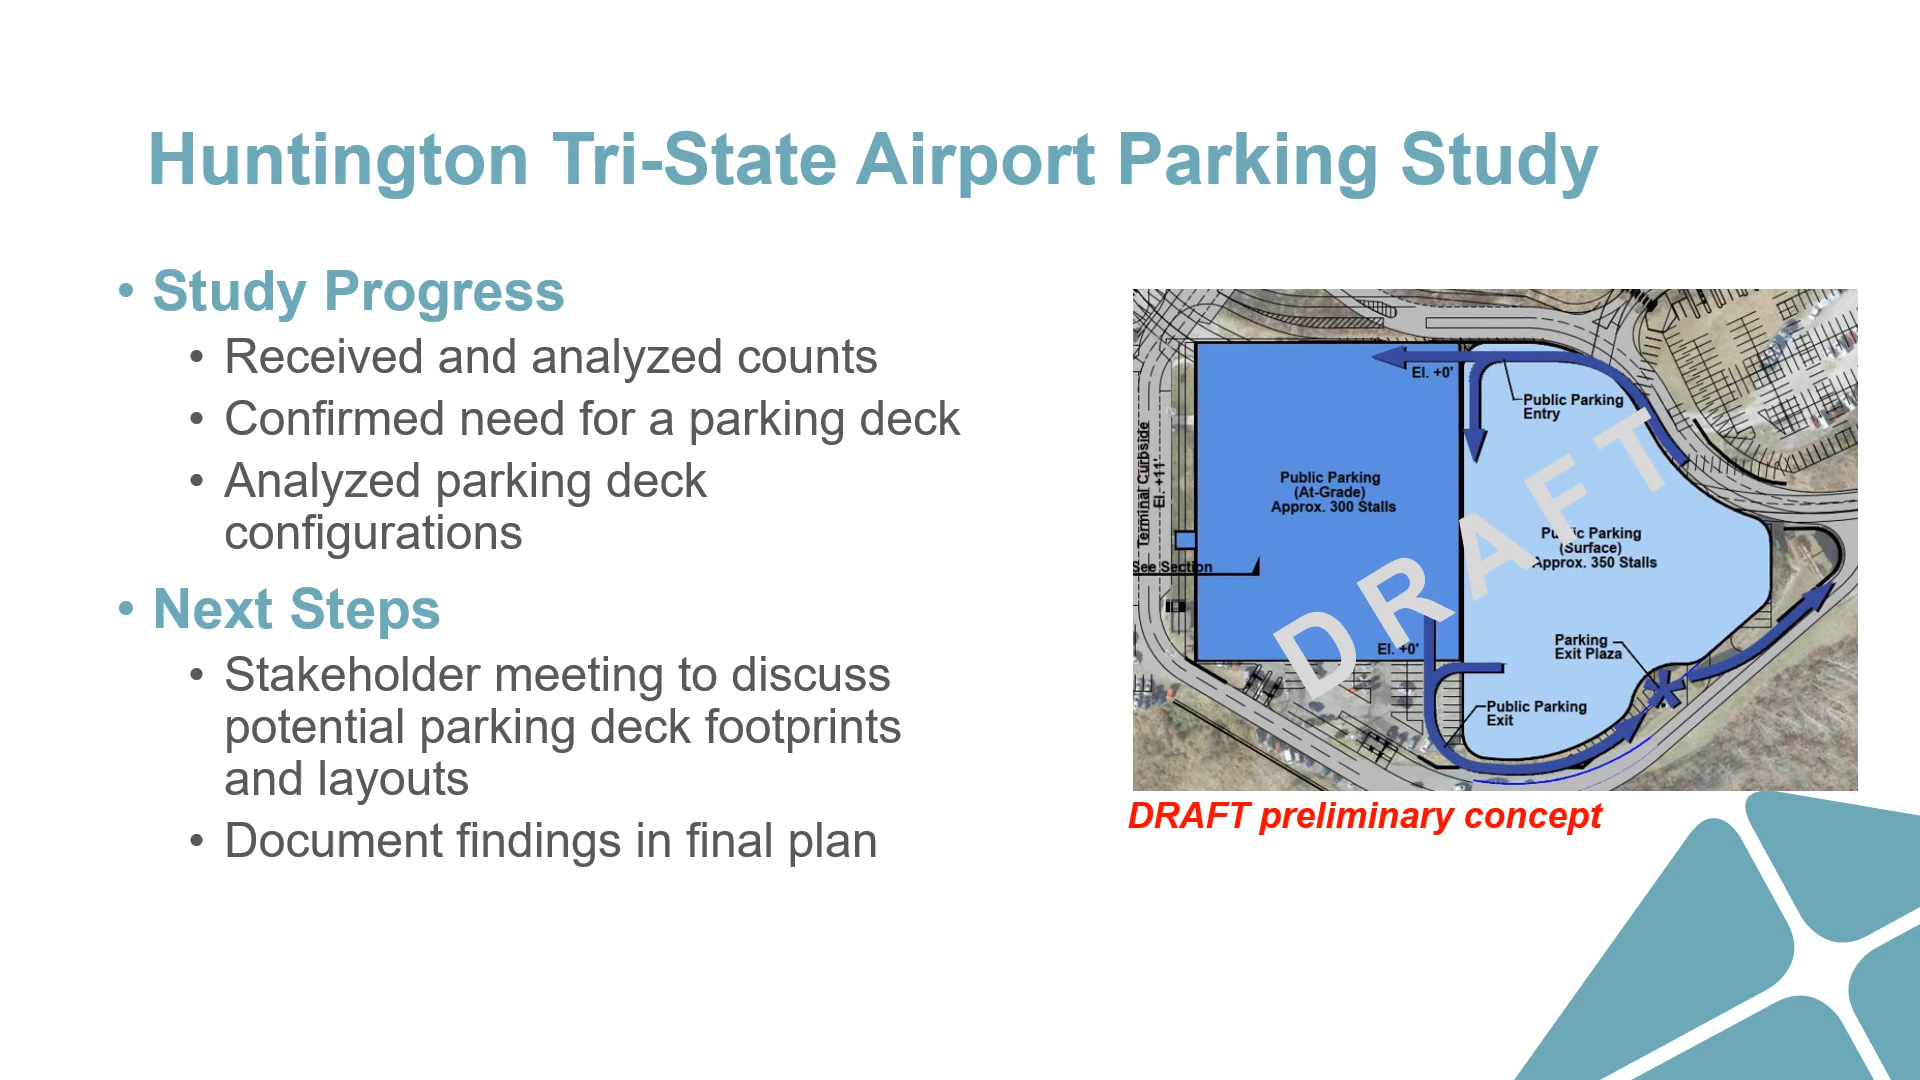 Huntington Tri-State Airport Parking Study
• Study Progress
• Received and analyzed counts
• Confirmed need for a parking deck
• Analyzed parking deck
configurations
• Next Steps
• Stakeholder meeting to discuss
potential parking deck footprints
and layouts
• Document findings in final plan
El. +0'
Public Parking
Entry
Terminal Curbside
El. +11'
Public Parking
(At-Grade)
Approx. 300 Stalls
Public Parking
(Surface)
Approx. 350 Stalls
See Section
DRAFT
El. +0'
Parking
Exit Plaza
Public Parking
Exit
DRAFT preliminary concept